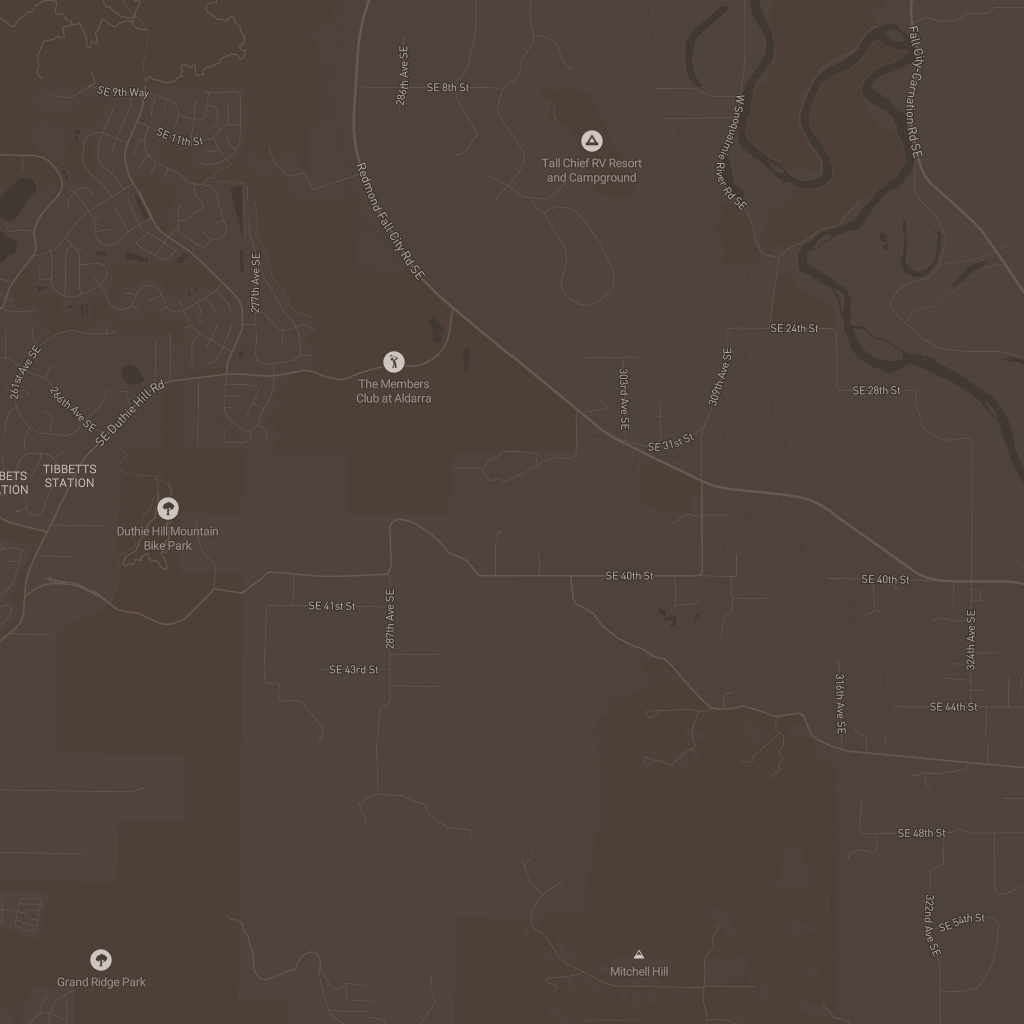 286th Ave SE
SE 8th St
SE 9th Way
SE 11th St
Fall City-Carnation Rd SE
W Snoqualmie River Rd SE
Tall Chief RV Resort
and Campground
Redmond Fall City Rd SE
277th Ave SE
SE 24th St
261st Ave SE
266th Ave SE
SE Duthie Hill Rd
The Members
Club at Aldarra
303rd Ave SE
309th Ave SE
SE 28th St
SE 31st St
TIBBETTS
STATION
Duthie Hill Mountain
Bike Park
SE 40th St
SE 40th St
SE 41st St
287th Ave SE
324th Ave SE
SE 43rd St
316th Ave SE
SE 44th St
SE 48th St
322nd Ave SE
SE 54th St
Grand Ridge Park
Mitchell Hill